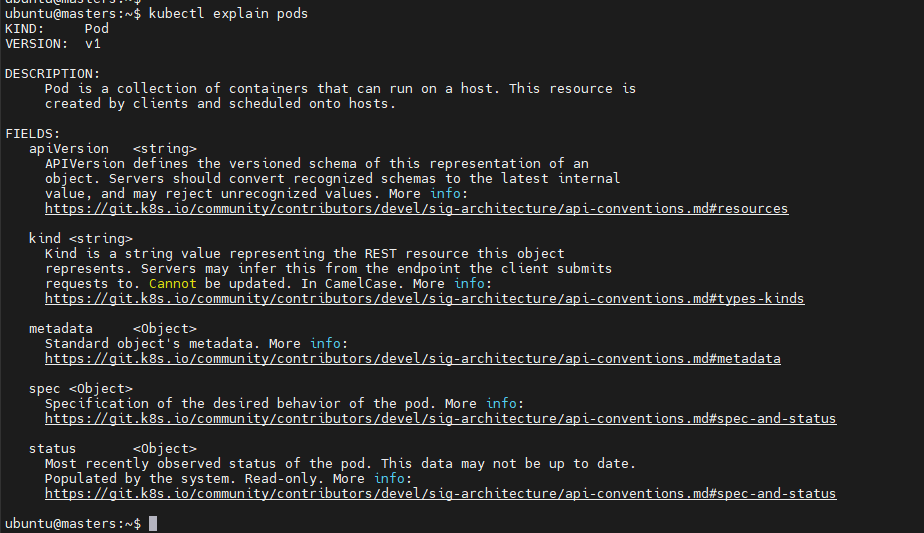 ubuntu@masters:~$
ubuntu@masters:~$ kubectl explain pods
KIND:     Pod
VERSION:  v1

DESCRIPTION:
     Pod is a collection of containers that can run on a host. This resource is
     created by clients and scheduled onto hosts.

FIELDS:
   apiVersion   <string>
     APIVersion defines the versioned schema of this representation of an
     object. Servers should convert recognized schemas to the latest internal
     value, and may reject unrecognized values. More info:
     https://git.k8s.io/community/contributors/devel/sig-architecture/api-conventions.md#resources

   kind <string>
     Kind is a string value representing the REST resource this object
     represents. Servers may infer this from the endpoint the client submits
     requests to. Cannot be updated. In CamelCase. More info:
     https://git.k8s.io/community/contributors/devel/sig-architecture/api-conventions.md#types-kinds

   metadata     <Object>
     Standard object's metadata. More info:
     https://git.k8s.io/community/contributors/devel/sig-architecture/api-conventions.md#metadata

   spec <Object>
     Specification of the desired behavior of the pod. More info:
     https://git.k8s.io/community/contributors/devel/sig-architecture/api-conventions.md#spec-and-status

   status       <Object>
     Most recently observed status of the pod. This data may not be up to date.
     Populated by the system. Read-only. More info:
     https://git.k8s.io/community/contributors/devel/sig-architecture/api-conventions.md#spec-and-status

ubuntu@masters:~$